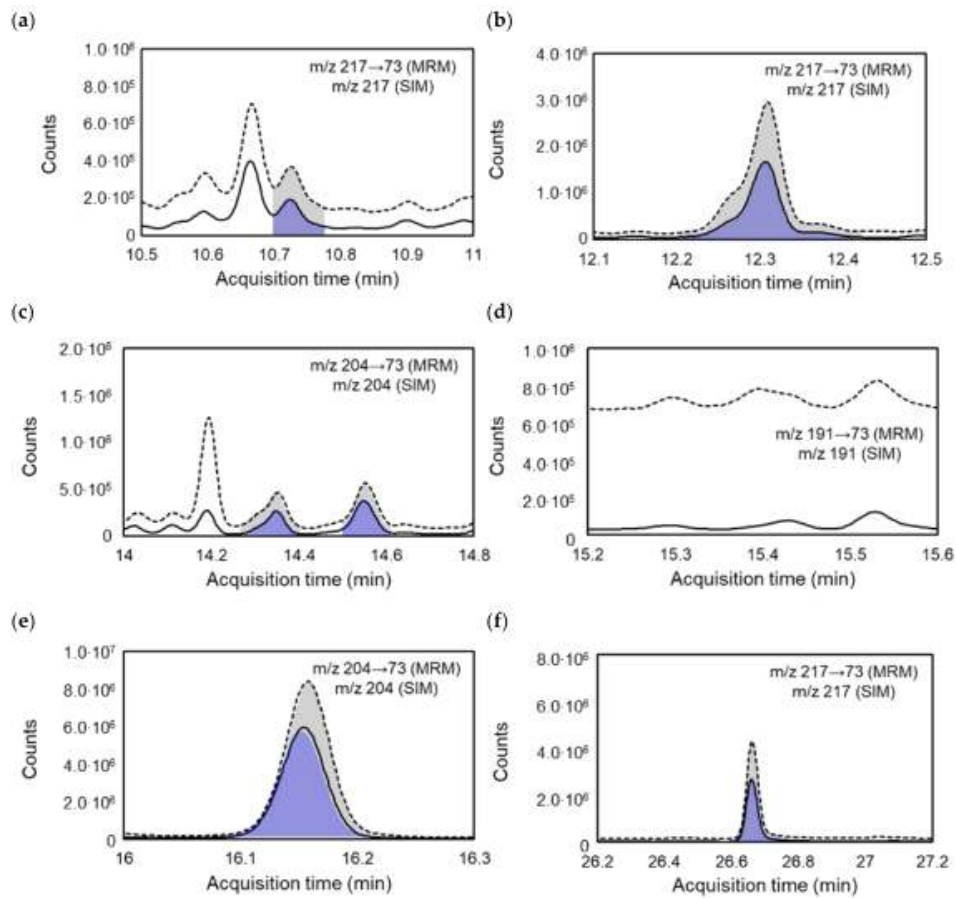 (a)
1.0·10⁶
8.0·10⁵
6.0·10⁵
4.0·10⁵
2.0·10⁵
0
Counts
m/z 217→73 (MRM)
m/z 217 (SIM)
10.5 10.6 10.7 10.8 10.9 11
Acquisition time (min)
(b)
4.0·10⁶
3.0·10⁶
2.0·10⁶
1.0·10⁶
0
Counts
m/z 217→73 (MRM)
m/z 217 (SIM)
12.1 12.2 12.3 12.4 12.5
Acquisition time (min)
(c)
2.0·10⁶
1.5·10⁶
1.0·10⁶
5.0·10⁵
0
Counts
m/z 204→73 (MRM)
m/z 204 (SIM)
14 14.2 14.4 14.6 14.8
Acquisition time (min)
(d)
1.0·10⁶
8.0·10⁵
6.0·10⁵
4.0·10⁵
2.0·10⁵
0
Counts
m/z 191→73 (MRM)
m/z 191 (SIM)
15.2 15.3 15.4 15.5 15.6
Acquisition time (min)
(e)
1.0·10⁷
8.0·10⁶
6.0·10⁶
4.0·10⁶
2.0·10⁶
0
Counts
m/z 204→73 (MRM)
m/z 204 (SIM)
16 16.1 16.2 16.3
Acquisition time (min)
(f)
8.0·10⁶
6.0·10⁶
4.0·10⁶
2.0·10⁶
0
Counts
m/z 217→73 (MRM)
m/z 217 (SIM)
26.2 26.4 26.6 26.8 27 27.2
Acquisition time (min)